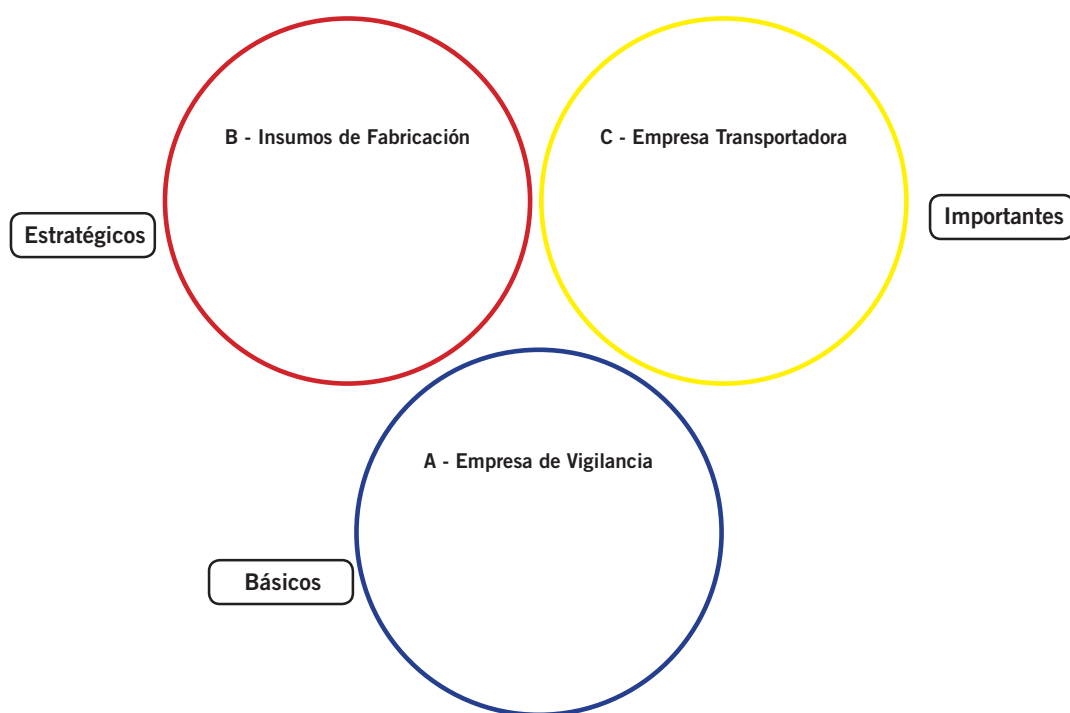 B - Insumos de Fabricación
C - Empresa Transportadora
Estratégicos
Importantes
A - Empresa de Vigilancia
Básicos